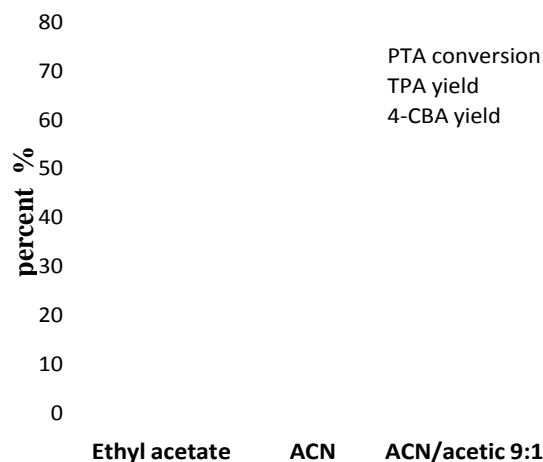 80
70
60
50
40
30
20
10
0
percent %
PTA conversion
TPA yield
4-CBA yield
Ethyl acetate ACN ACN/acetic 9:1